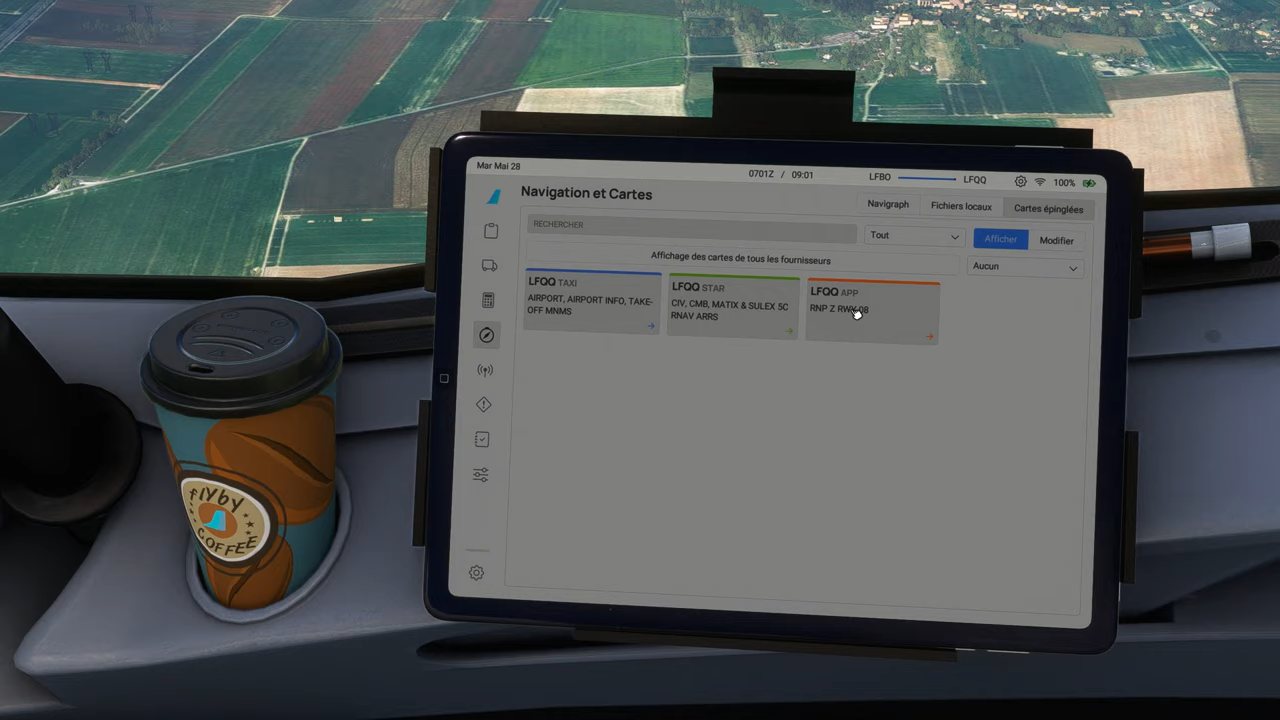 Mar Mai 28
0701Z / 09:01
LFBO
LFQQ
100%
Navigation et Cartes
Navigraph
Fichiers locaux
Cartes épinglées
RECHERCHER
Tout
Afficher
Modifier
Affichage des cartes de tous les fournisseurs
Aucun
LFQQ TAXI
AIRPORT, AIRPORT INFO, TAKE-
OFF MNMS
LFQQ STAR
CIV, CMB, MATIX & SULEX 5C
RNAV ARRS
LFQQ APP
RNP Z RWY 08
flyby
COFFEE